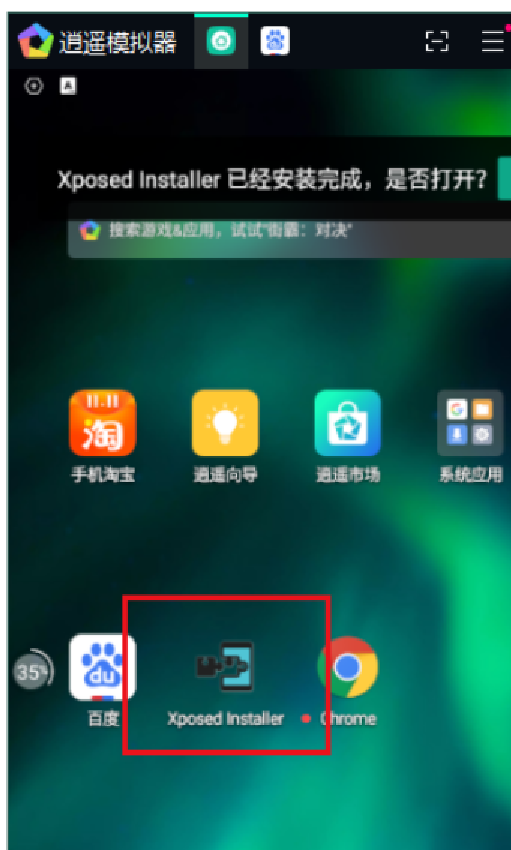 逍遥模拟器
A
Xposed Installer 已经安装完成，是否打开？
搜索游戏&应用，试试"街霸：对决"
11.11
淘
手机淘宝
逍遥向导
逍遥市场
G
系统应用
35%
du
百度
Xposed Installer
Chrome